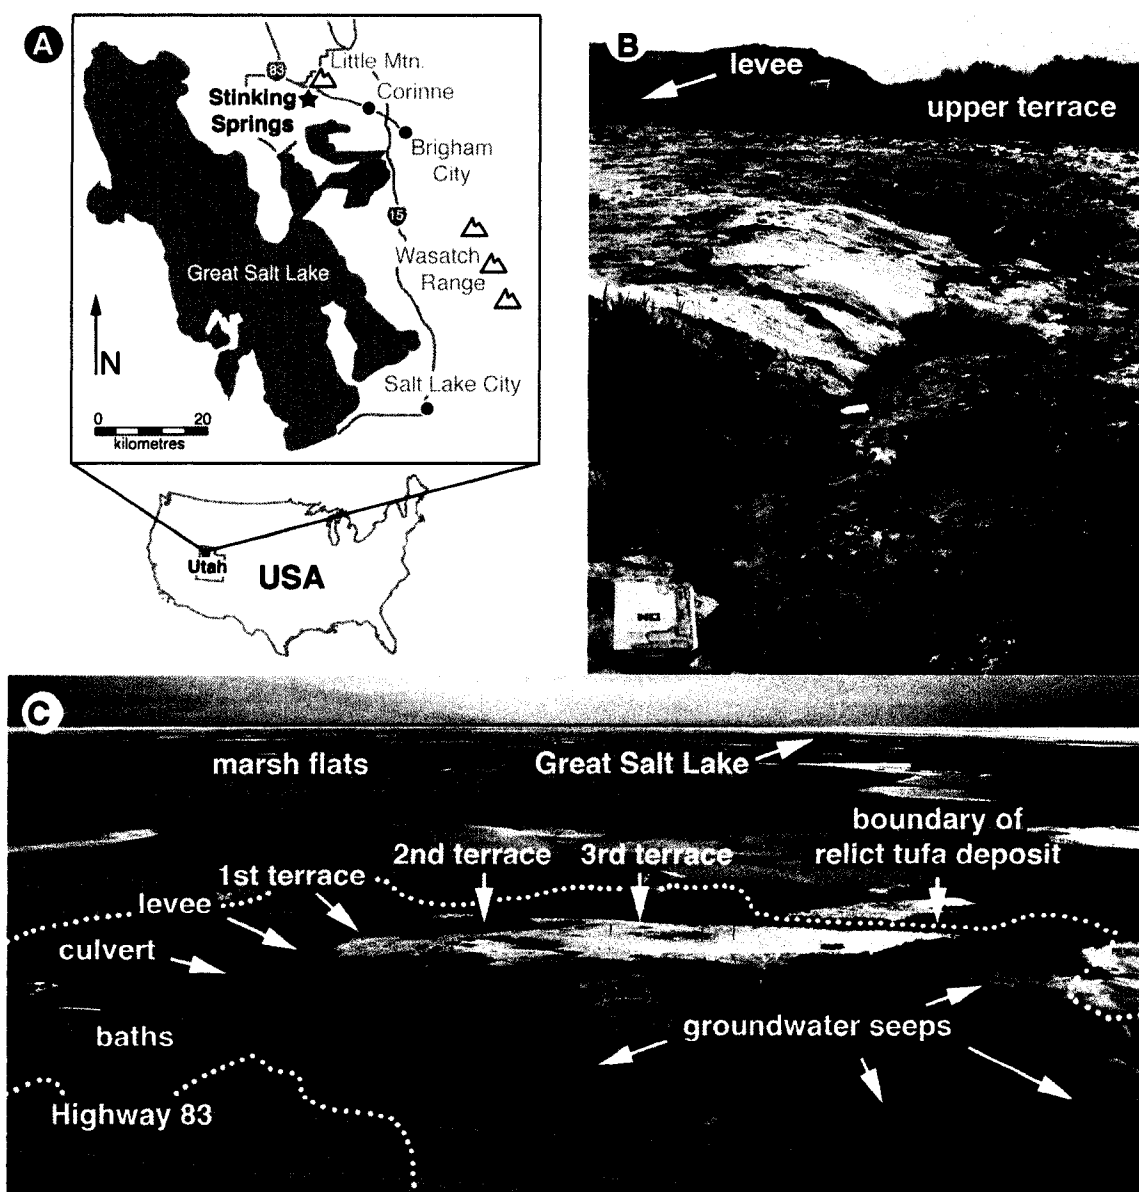 A
83
Little Mtn.
Stinking
Springs
Corinne
Brigham
City
15
Wasatch
Range
Great Salt Lake
N
Salt Lake City
0 20
kilometres
Utah
USA
B
levee
upper terrace
C
marsh flats
Great Salt Lake
boundary of
relict tufa deposit
2nd terrace
3rd terrace
1st terrace
levee
culvert
baths
groundwater seeps
Highway 83